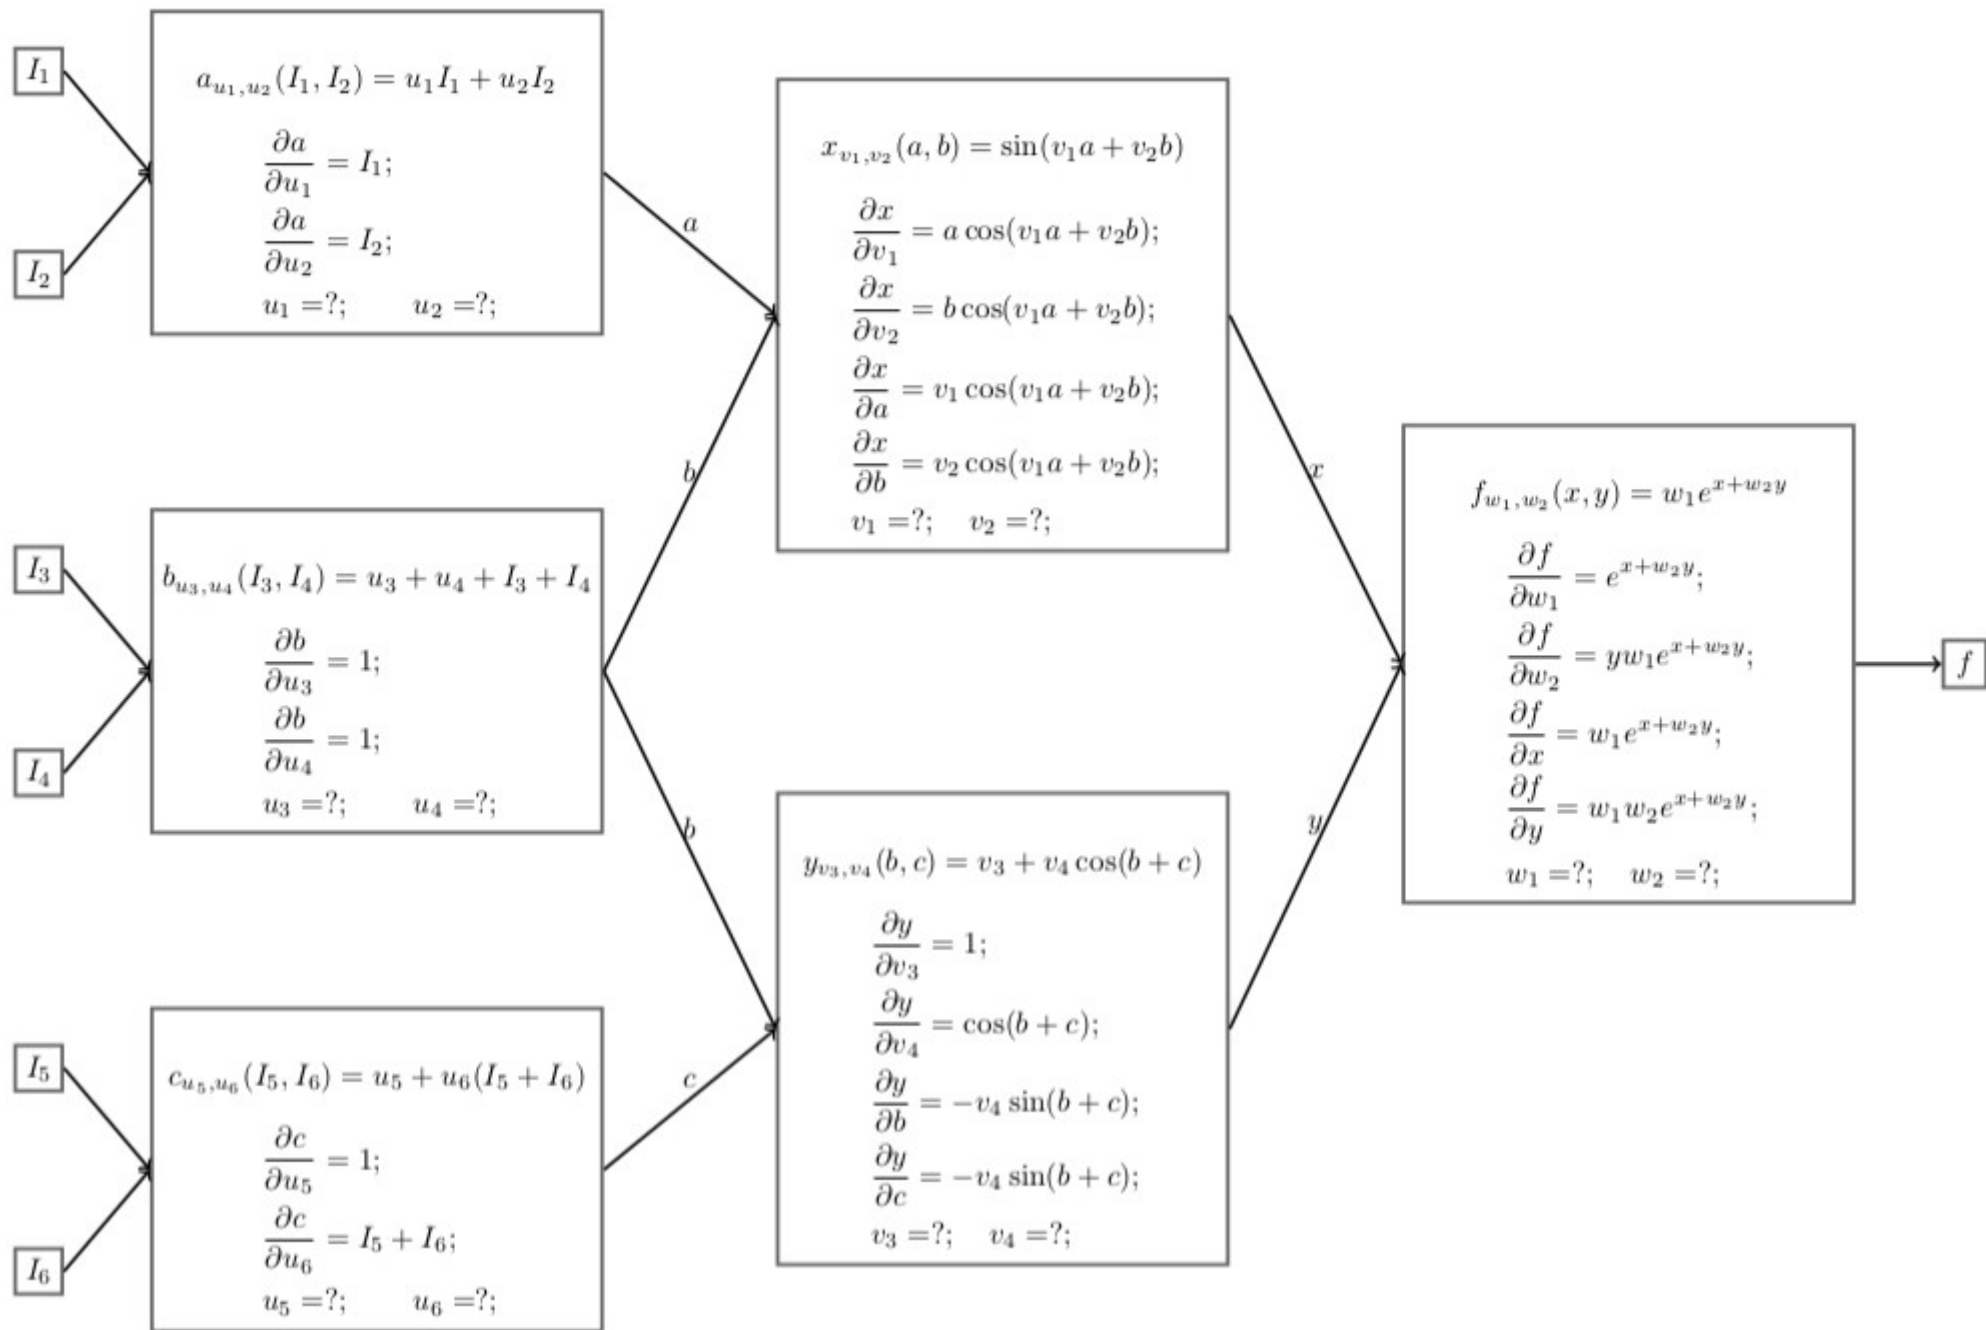 I₁
I₂
a_{u₁,u₂}(I₁, I₂) = u₁I₁ + u₂I₂
∂a/∂u₁ = I₁;
∂a/∂u₂ = I₂;
u₁ =?; u₂ =?;
I₃
I₄
b_{u₃,u₄}(I₃, I₄) = u₃ + u₄ + I₃ + I₄
∂b/∂u₃ = 1;
∂b/∂u₄ = 1;
u₃ =?; u₄ =?;
I₅
I₆
c_{u₅,u₆}(I₅, I₆) = u₅ + u₆(I₅ + I₆)
∂c/∂u₅ = 1;
∂c/∂u₆ = I₅ + I₆;
u₅ =?; u₆ =?;
a
b
b
c
x_{v₁,v₂}(a, b) = sin(v₁a + v₂b)
∂x/∂v₁ = a cos(v₁a + v₂b);
∂x/∂v₂ = b cos(v₁a + v₂b);
∂x/∂a = v₁ cos(v₁a + v₂b);
∂x/∂b = v₂ cos(v₁a + v₂b);
v₁ =?; v₂ =?;
y_{v₃,v₄}(b, c) = v₃ + v₄ cos(b + c)
∂y/∂v₃ = 1;
∂y/∂v₄ = cos(b + c);
∂y/∂b = −v₄ sin(b + c);
∂y/∂c = −v₄ sin(b + c);
v₃ =?; v₄ =?;
x
y
f_{w₁,w₂}(x, y) = w₁e^{x+w₂y}
∂f/∂w₁ = e^{x+w₂y};
∂f/∂w₂ = yw₁e^{x+w₂y};
∂f/∂x = w₁e^{x+w₂y};
∂f/∂y = w₁w₂e^{x+w₂y};
w₁ =?; w₂ =?;
f